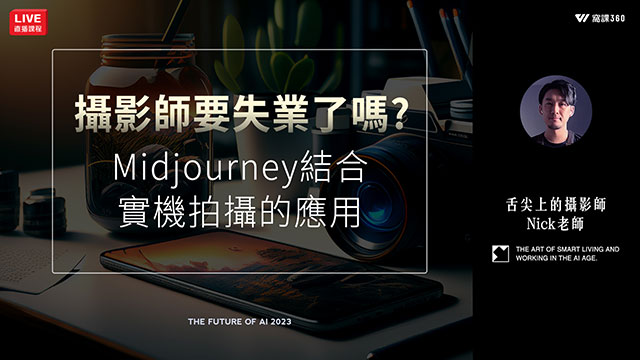 LIVE
直播課程
窩課360
攝影師要失業了嗎?
Midjourney結合
實機拍攝的應用
舌尖上的攝影師
Nick老師
THE ART OF SMART LIVING AND
WORKING IN THE AI AGE.
THE FUTURE OF AI 2023